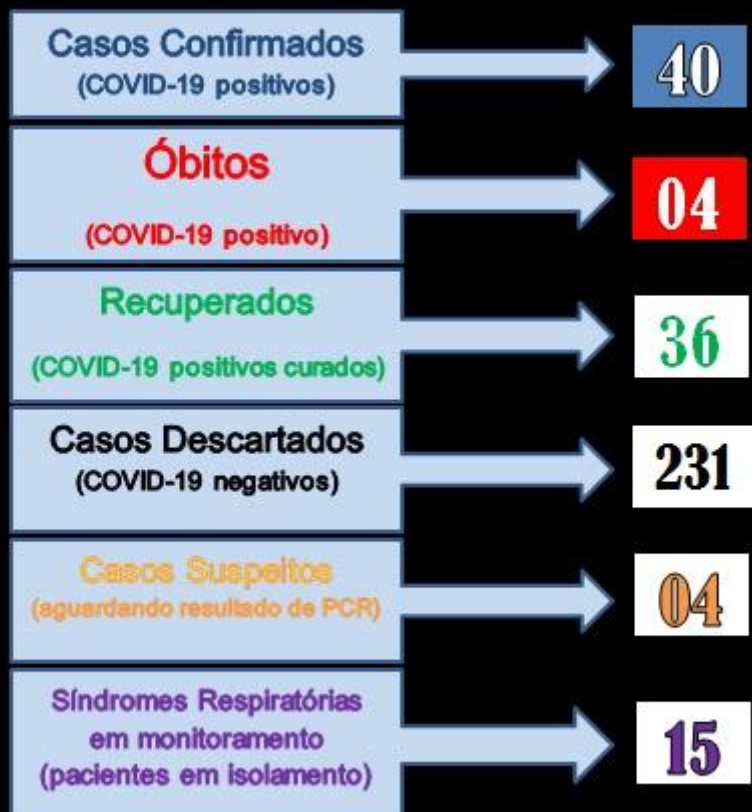 Casos Confirmados
(COVID-19 positivos)
40
Óbitos
(COVID-19 positivo)
04
Recuperados
(COVID-19 positivos curados)
36
Casos Descartados
(COVID-19 negativos)
231
Casos Suspeitos
(aguardando resultado de PCR)
04
Síndromes Respiratórias
em monitoramento
(pacientes em isolamento)
15